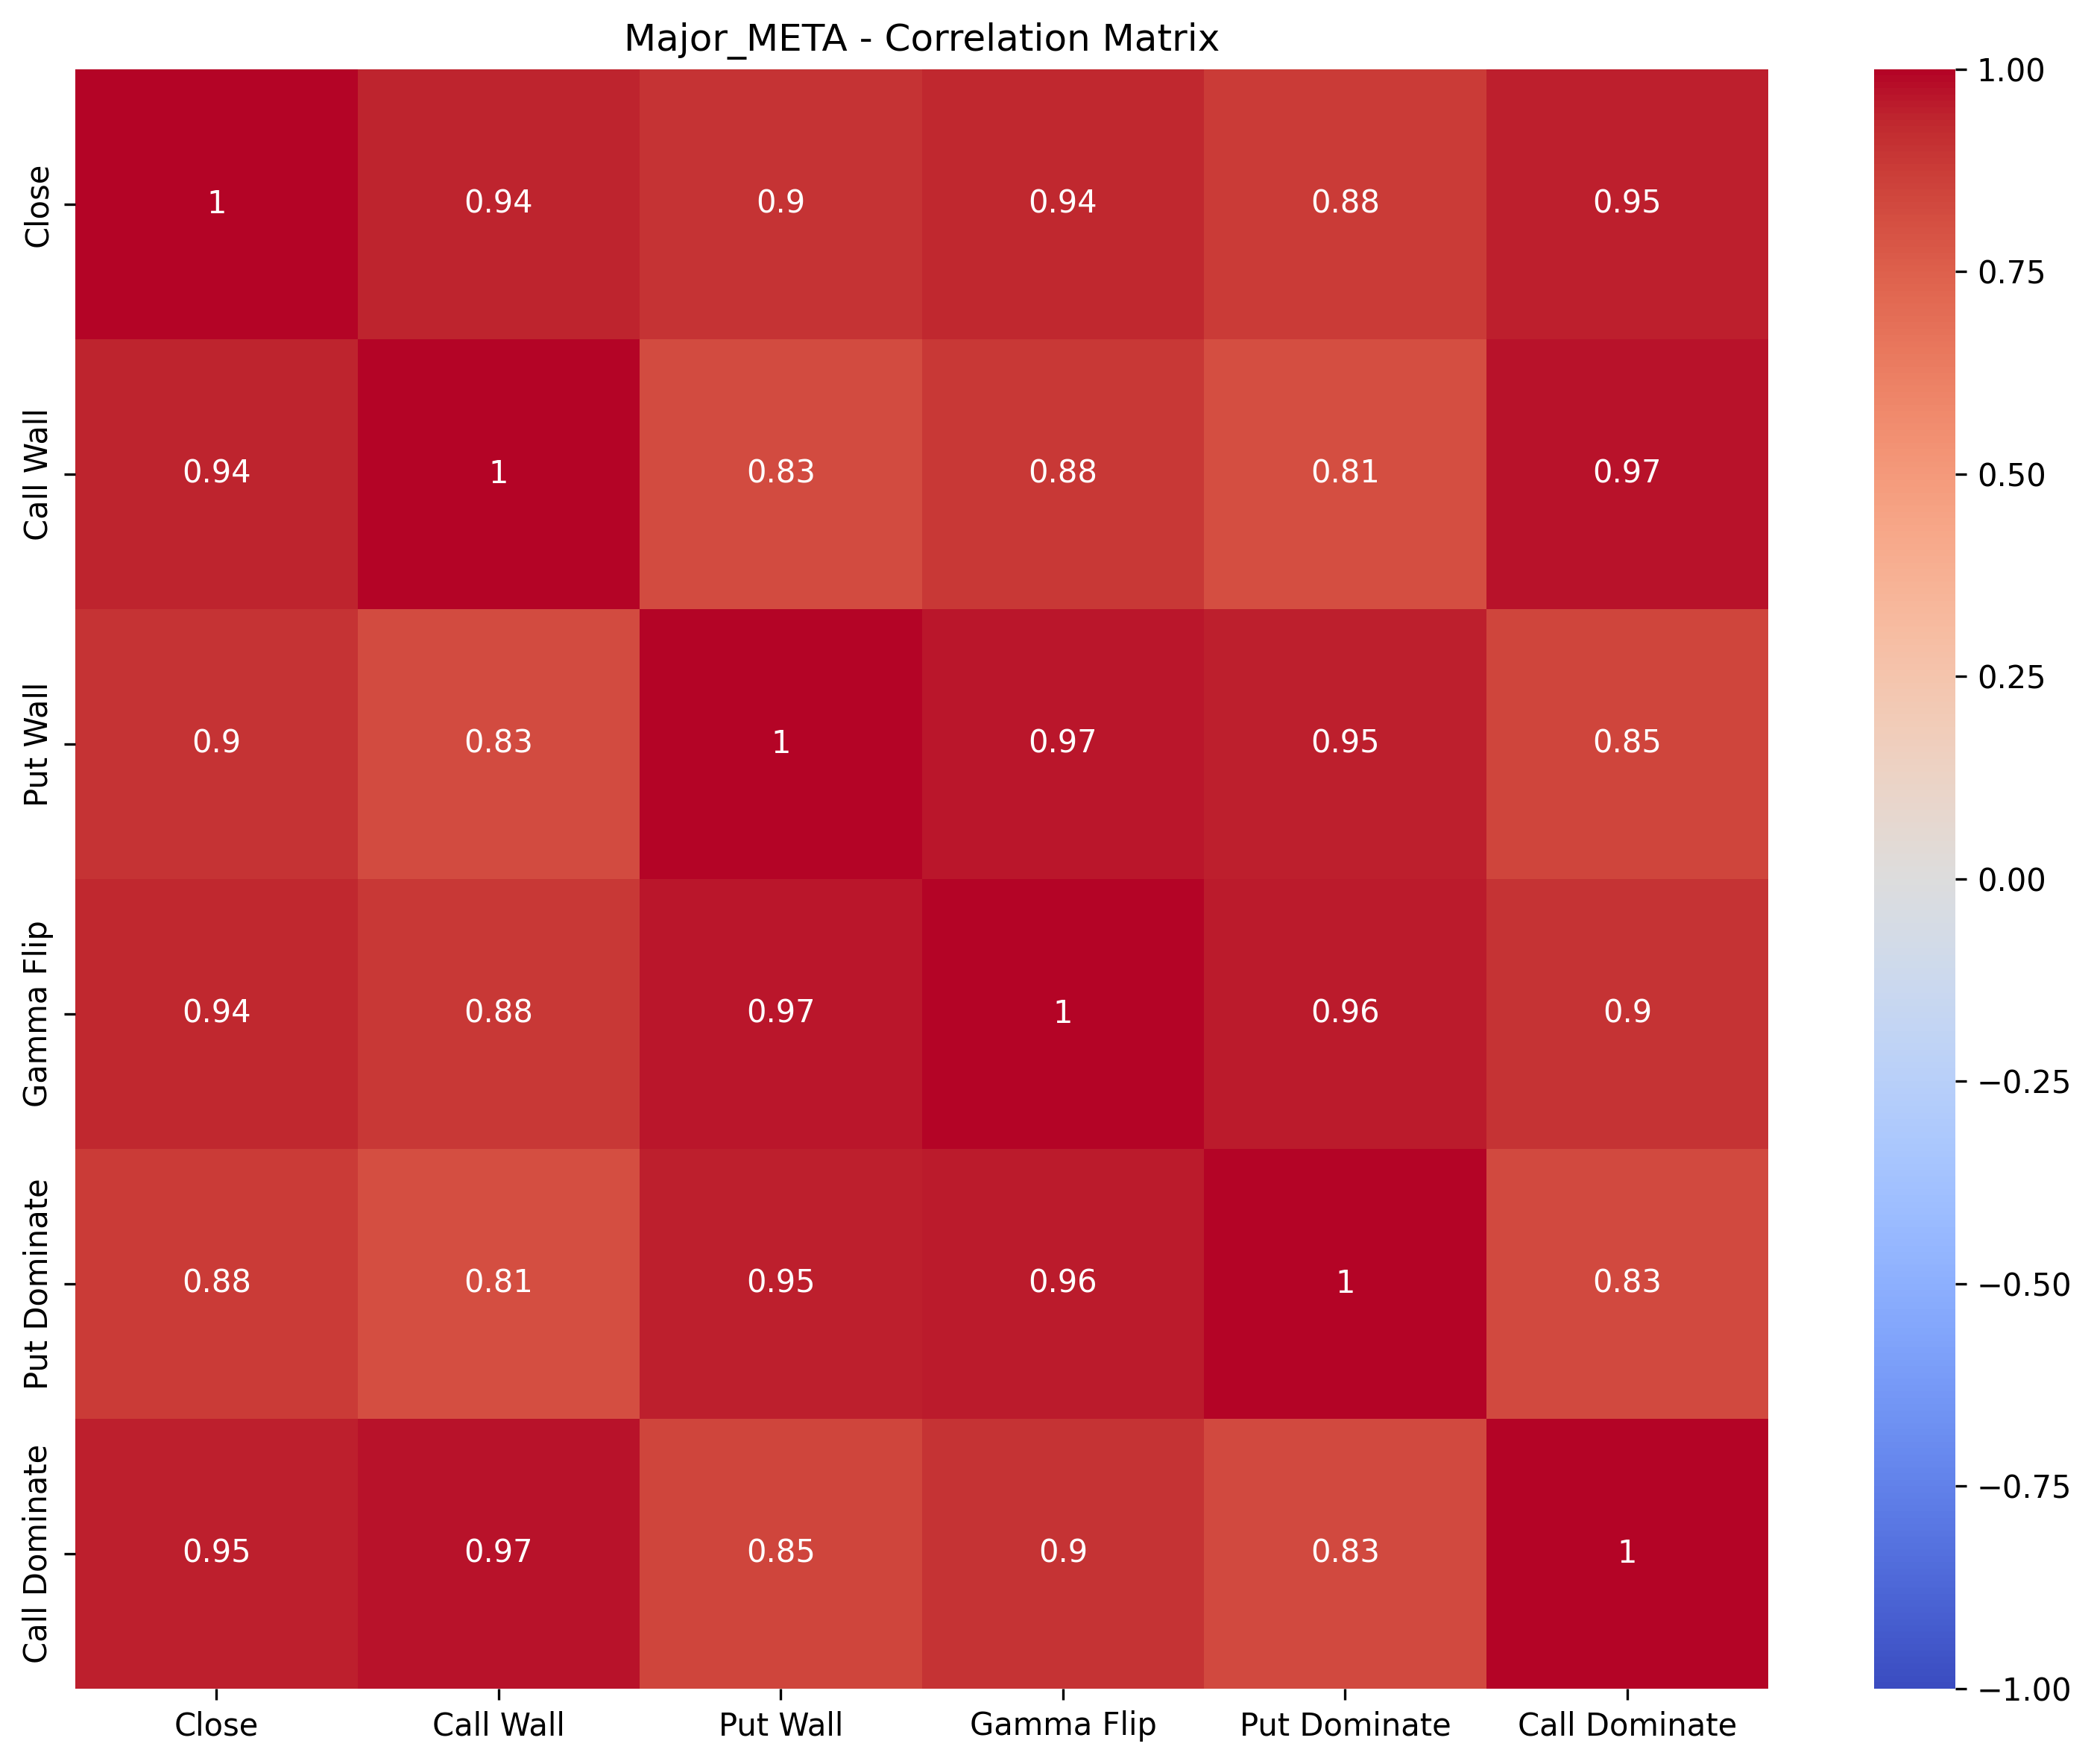 Major_META - Correlation Matrix
Close 1 0.94 0.9 0.94 0.88 0.95
Call Wall 0.94 1 0.83 0.88 0.81 0.97
Put Wall 0.9 0.83 1 0.97 0.95 0.85
Gamma Flip 0.94 0.88 0.97 1 0.96 0.9
Put Dominate 0.88 0.81 0.95 0.96 1 0.83
Call Dominate 0.95 0.97 0.85 0.9 0.83 1
Close Call Wall Put Wall Gamma Flip Put Dominate Call Dominate
1.00
0.75
0.50
0.25
0.00
−0.25
−0.50
−0.75
−1.00